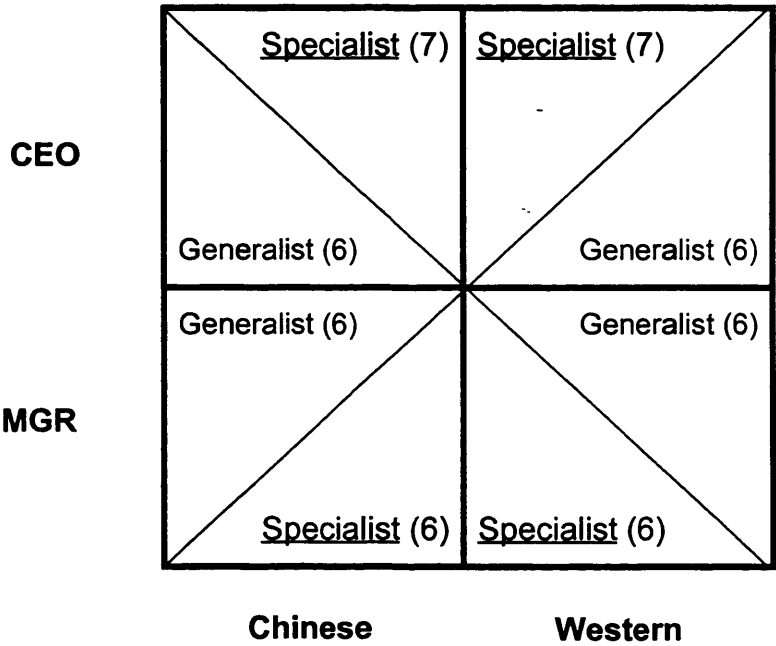 Specialist (7) Specialist (7)
CEO
Generalist (6) Generalist (6)
Generalist (6) Generalist (6)
MGR
Specialist (6) Specialist (6)
Chinese Western